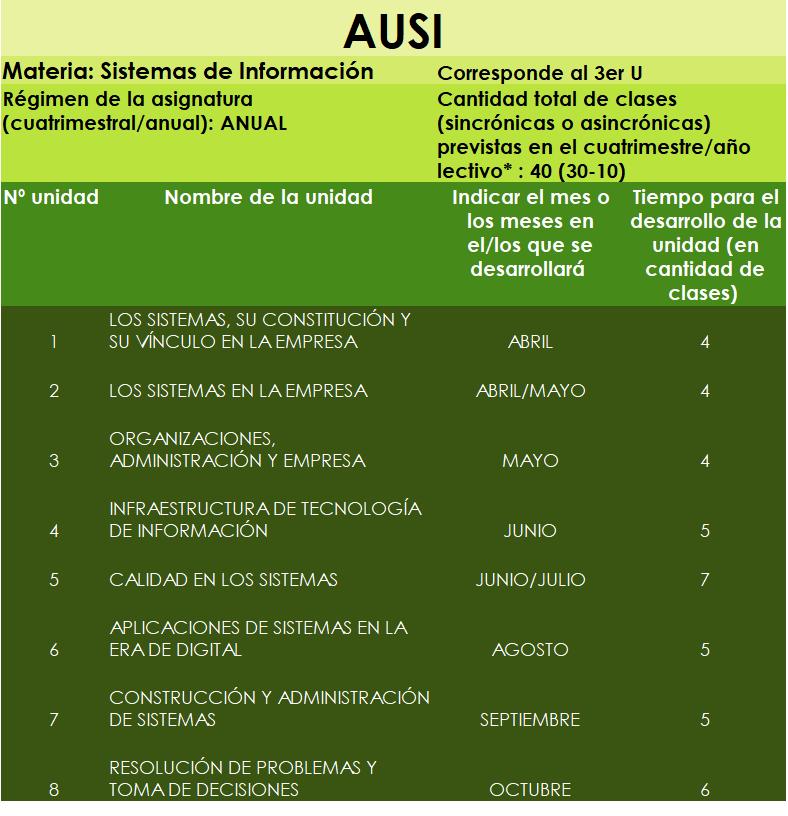 AUSI
Materia: Sistemas de Información
Corresponde al 3er U
Régimen de la asignatura
(cuatrimestral/anual): ANUAL
Cantidad total de clases
(sincrónicas o asincrónicas)
previstas en el cuatrimestre/año
lectivo* : 40 (30-10)
Nº unidad
Nombre de la unidad
Indicar el mes o
los meses en
el/los que se
desarrollará
Tiempo para el
desarrollo de la
unidad (en
cantidad de
clases)
LOS SISTEMAS, SU CONSTITUCIÓN Y
1 SU VÍNCULO EN LA EMPRESA ABRIL 4
2 LOS SISTEMAS EN LA EMPRESA ABRIL/MAYO 4
ORGANIZACIONES,
3 ADMINISTRACIÓN Y EMPRESA MAYO 4
INFRAESTRUCTURA DE TECNOLOGÍA
4 DE INFORMACIÓN JUNIO 5
5 CALIDAD EN LOS SISTEMAS JUNIO/JULIO 7
APLICACIONES DE SISTEMAS EN LA
6 ERA DE DIGITAL AGOSTO 5
CONSTRUCCIÓN Y ADMINISTRACIÓN
7 DE SISTEMAS SEPTIEMBRE 5
RESOLUCIÓN DE PROBLEMAS Y
8 TOMA DE DECISIONES OCTUBRE 6